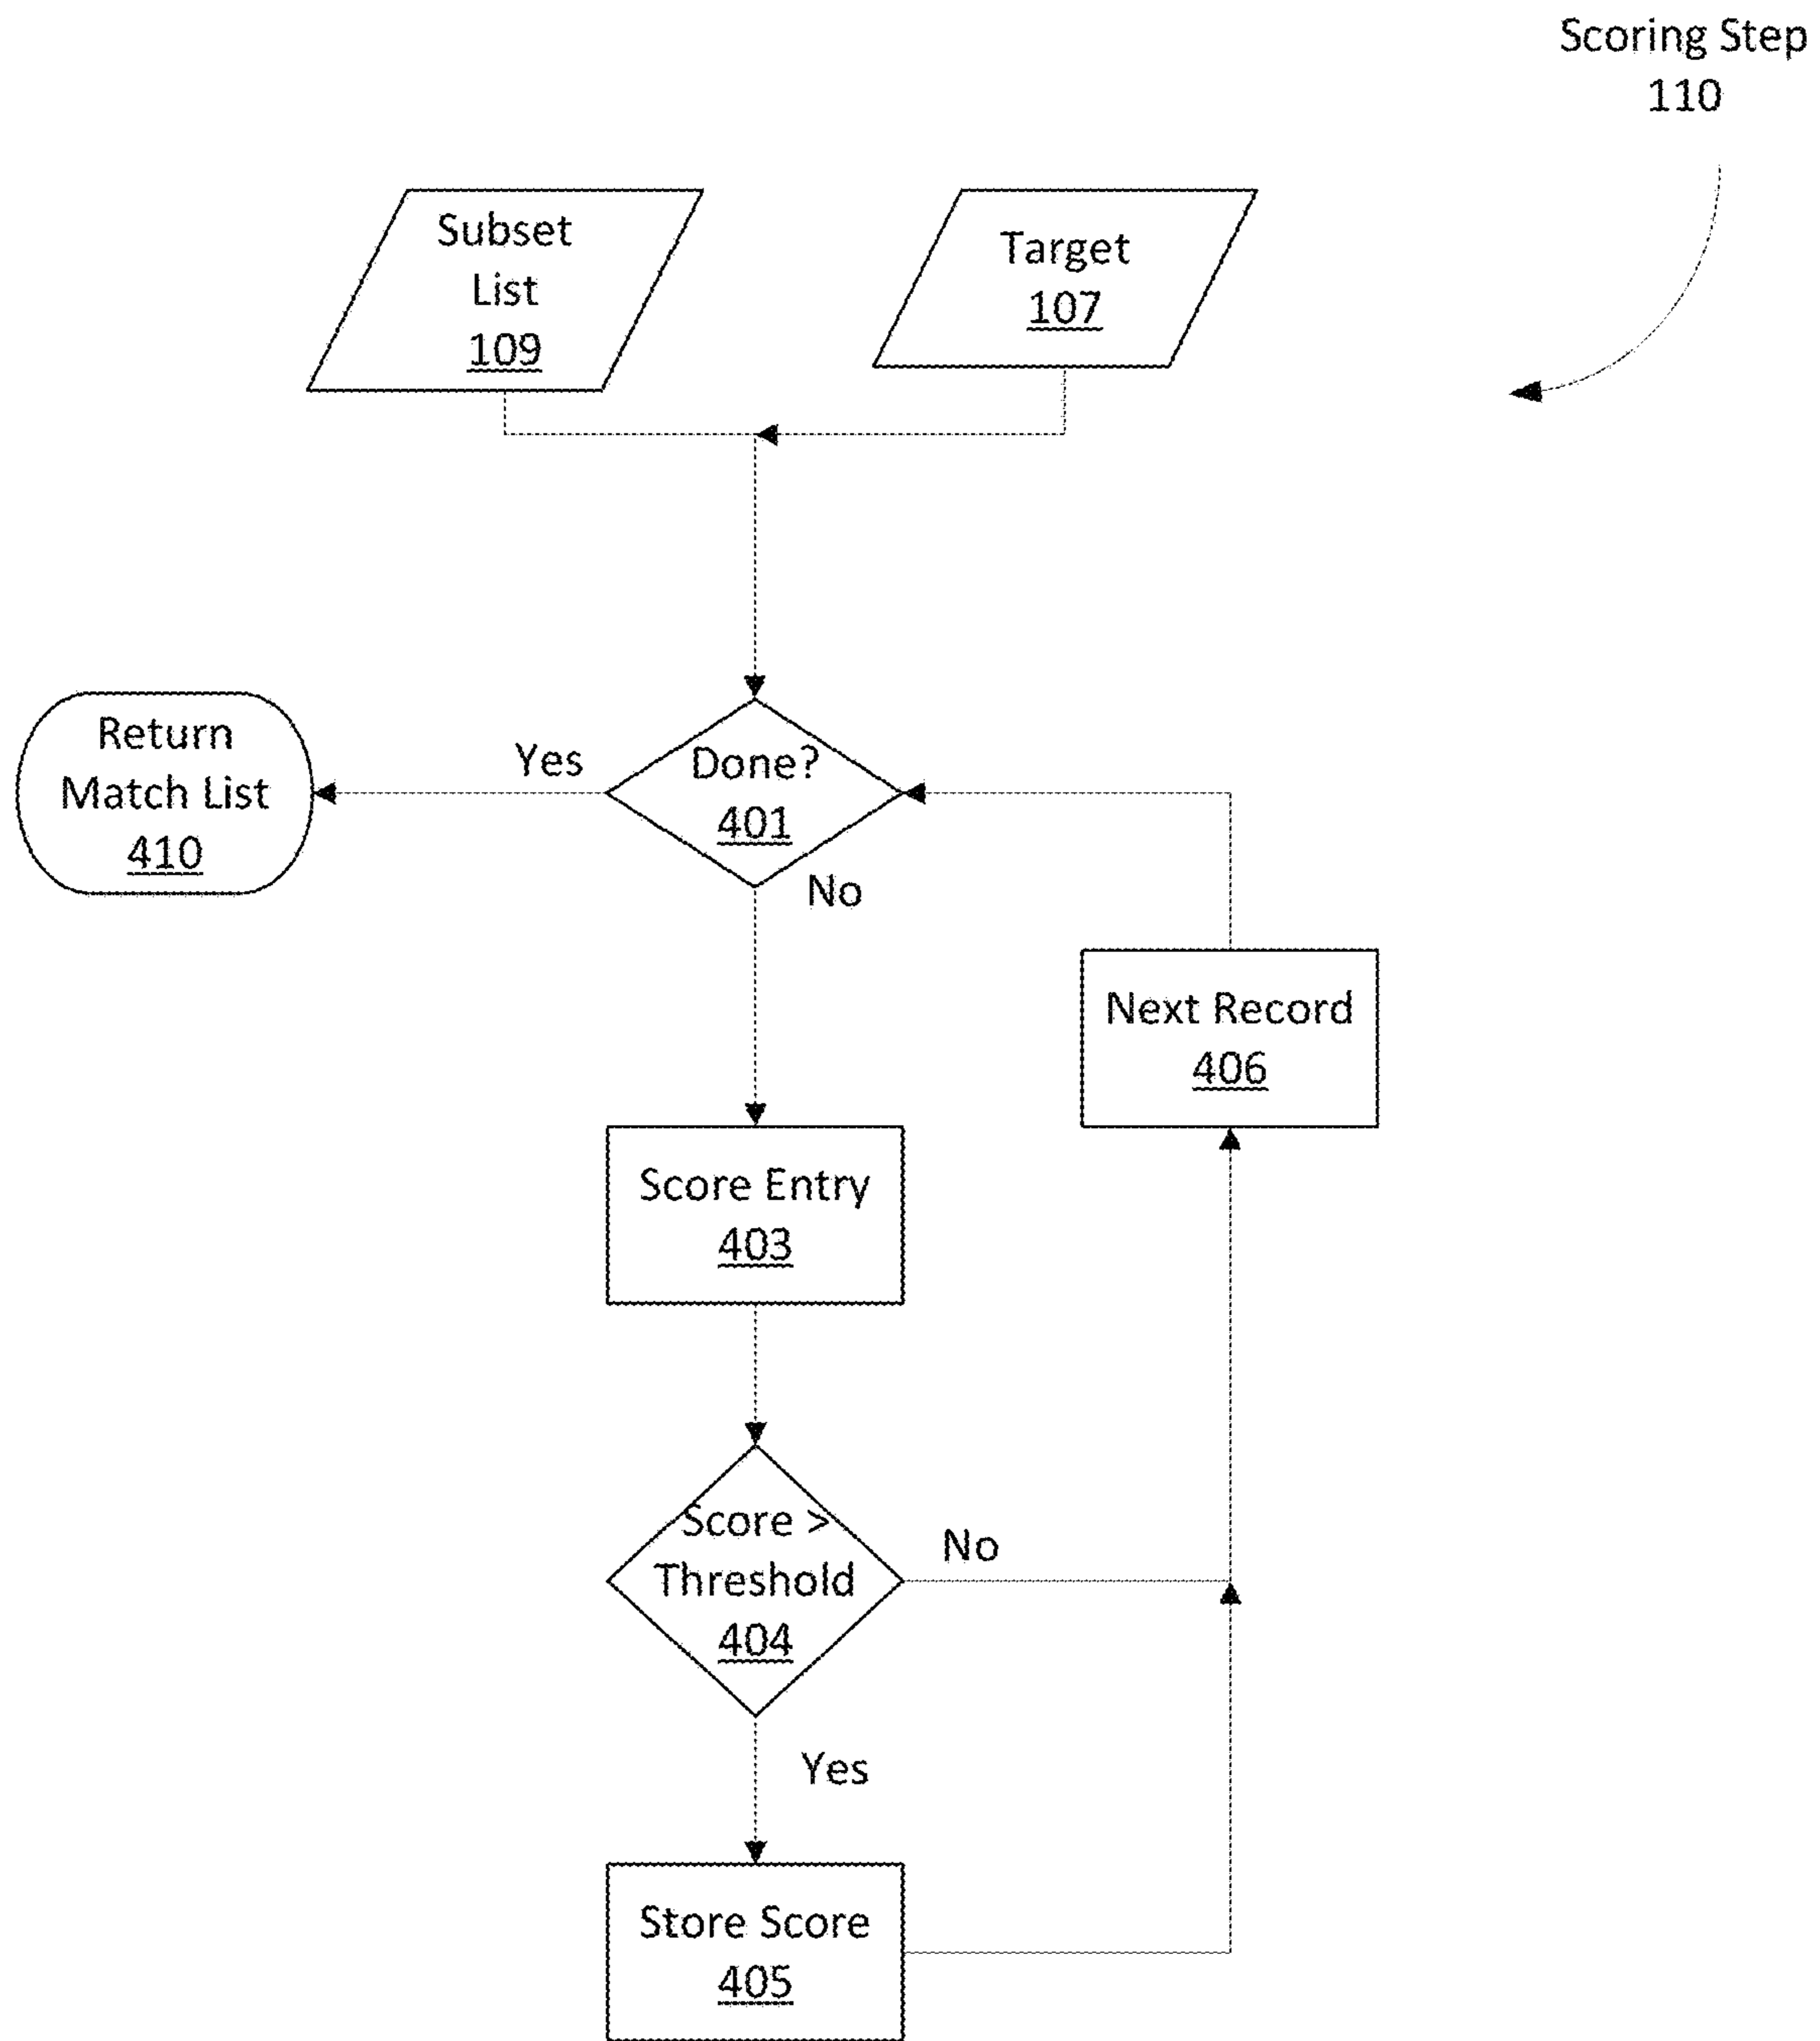 Scoring Step
110
Subset
List
109
Target
107
Return
Match List
410
Yes
Done?
401
No
Next Record
406
Score Entry
403
Score >
Threshold
404
No
Yes
Store Score
405